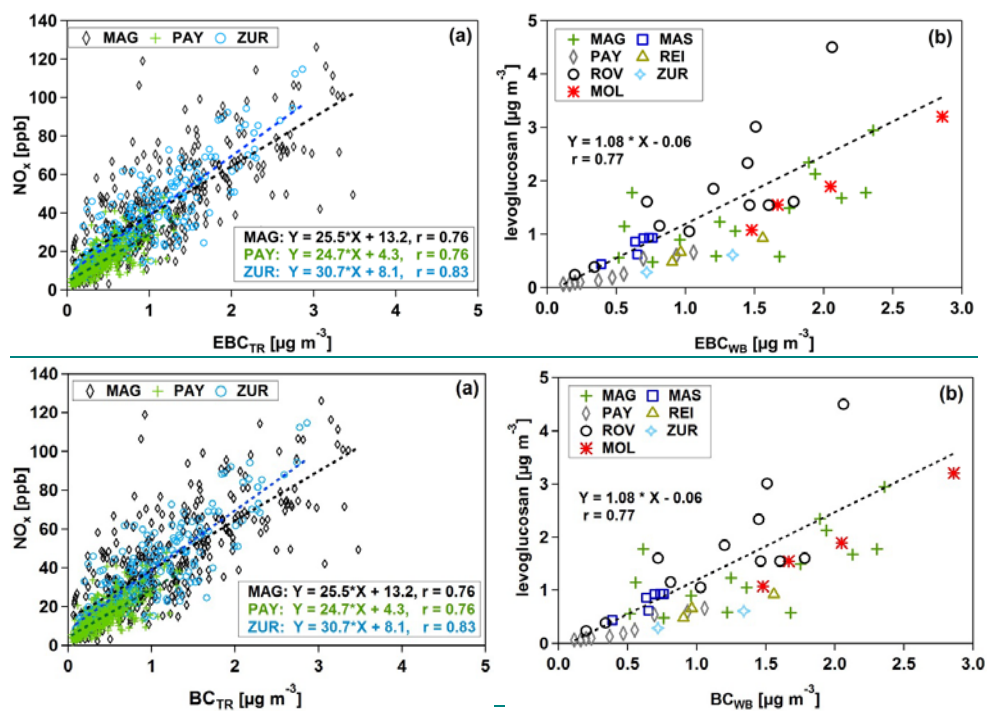 140
120
100
80
60
40
20
0
NOx [ppb]
MAG PAY ZUR
(a)
MAG: Y = 25.5*X + 13.2, r = 0.76
PAY: Y = 24.7*X + 4.3, r = 0.76
ZUR: Y = 30.7*X + 8.1, r = 0.83
0 1 2 3 4 5
EBCTR [µg m-3]
5
4
3
2
1
0
levoglucosan [µg m-3]
MAG MAS
PAY REI
ROV ZUR
MOL
(b)
Y = 1.08 * X - 0.06
r = 0.77
0.0 0.5 1.0 1.5 2.0 2.5 3.0
EBCWB [µg m-3]
140
120
100
80
60
40
20
0
NOx [ppb]
MAG PAY ZUR
(a)
MAG: Y = 25.5*X + 13.2, r = 0.76
PAY: Y = 24.7*X + 4.3, r = 0.76
ZUR: Y = 30.7*X + 8.1, r = 0.83
0 1 2 3 4 5
BCTR [µg m-3]
5
4
3
2
1
0
levoglucosan [µg m-3]
MAG MAS
PAY REI
ROV ZUR
MOL
(b)
Y = 1.08 * X - 0.06
r = 0.77
0.0 0.5 1.0 1.5 2.0 2.5 3.0
BCWB [µg m-3]